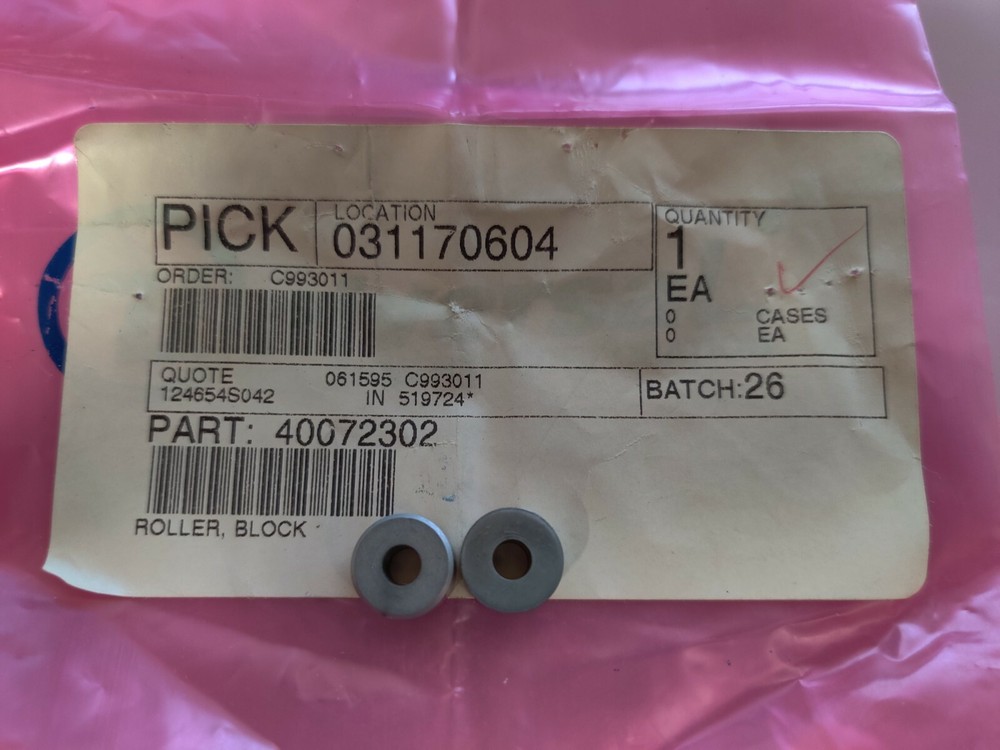 PICK
LOCATION
031170604
QUANTITY
1
EA
0 CASES
0 EA
ORDER: C993011
QUOTE 061595 C993011
124654S042 IN 519724*
BATCH:26
PART: 40072302
ROLLER, BLOCK